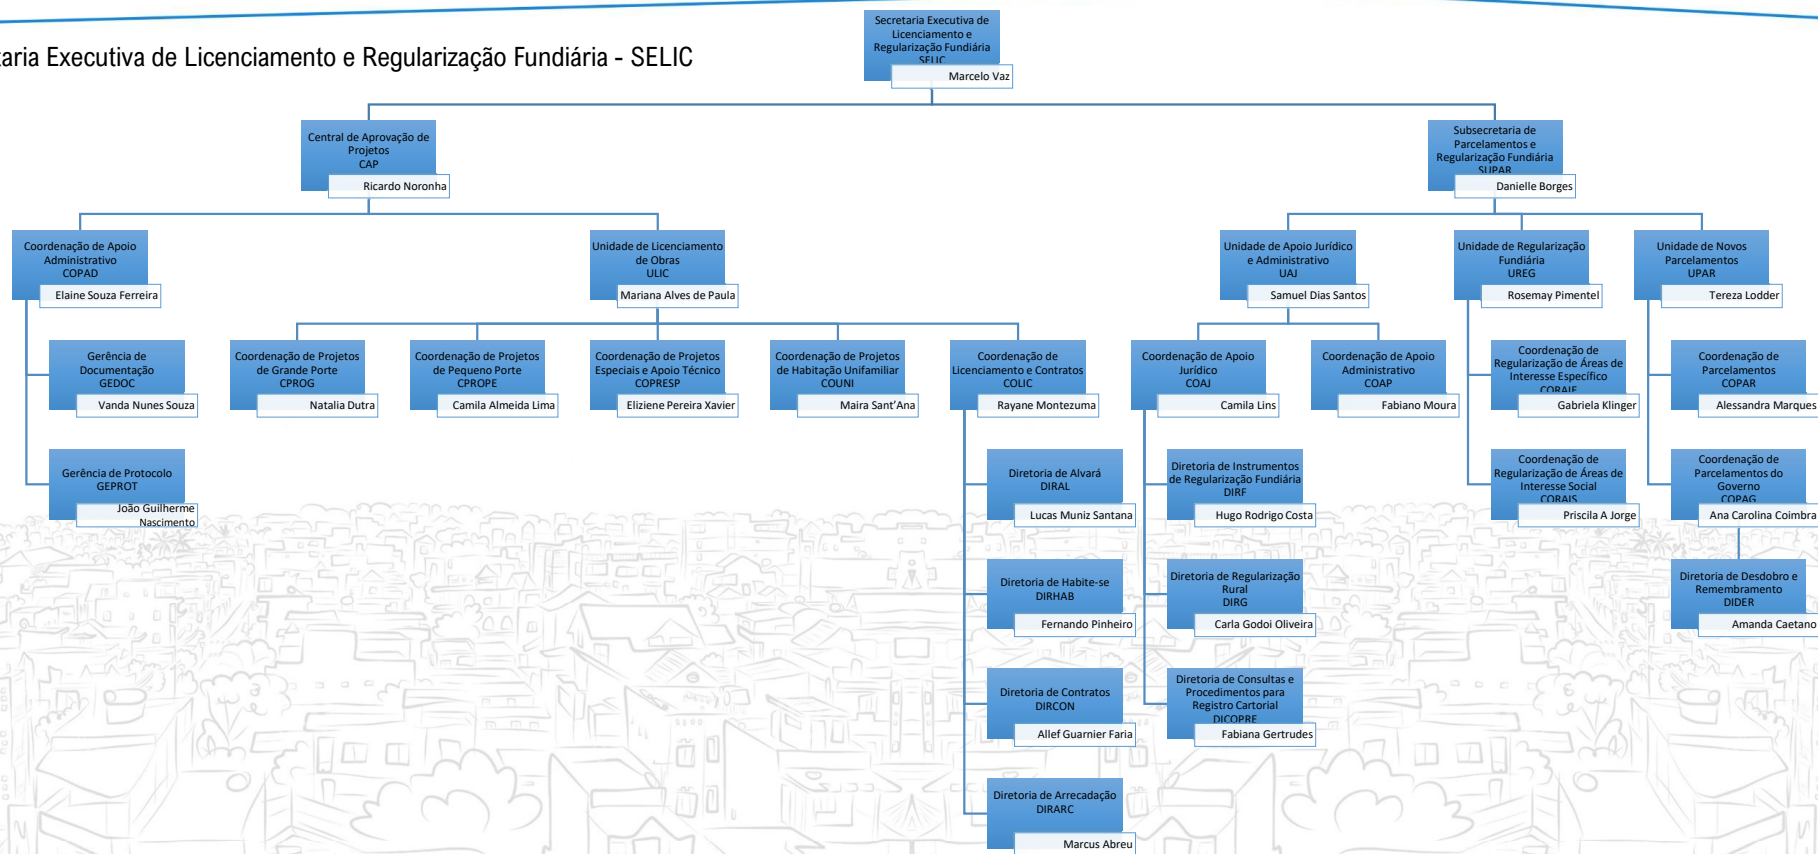 taria Executiva de Licenciamento e Regularização Fundiária - SELIC
Secretaria Executiva de
Licenciamento e
Regularização Fundiária
SELIC
Marcelo Vaz
Central de Aprovação de
Projetos
CAP
Ricardo Noronha
Subsecretaria de
Parcelamentos e
Regularização Fundiária
SUPAR
Danielle Borges
Coordenação de Apoio
Administrativo
COPAD
Elaine Souza Ferreira
Unidade de Licenciamento
de Obras
ULIC
Mariana Alves de Paula
Unidade de Apoio Jurídico
e Administrativo
UAJ
Samuel Dias Santos
Unidade de Regularização
Fundiária
UREG
Rosemay Pimentel
Unidade de Novos
Parcelamentos
UPAR
Tereza Lodder
Gerência de
Documentação
GEDOC
Vanda Nunes Souza
Coordenação de Projetos
de Grande Porte
CPROG
Natalia Dutra
Coordenação de Projetos
de Pequeno Porte
CPROPE
Camila Almeida Lima
Coordenação de Projetos
Especiais e Apoio Técnico
COPRESP
Eliziene Pereira Xavier
Coordenação de Projetos
de Habitação Unifamiliar
COUNI
Maira Sant’Ana
Coordenação de
Licenciamento e Contratos
COLIC
Rayane Montezuma
Coordenação de Apoio
Jurídico
COAJ
Camila Lins
Coordenação de Apoio
Administrativo
COAP
Fabiano Moura
Coordenação de
Regularização de Áreas de
Interesse Específico
CORAIE
Gabriela Klinger
Coordenação de
Parcelamentos
COPAR
Alessandra Marques
Gerência de Protocolo
GEPROT
João Guilherme
Nascimento
Diretoria de Alvará
DIRAL
Lucas Muniz Santana
Diretoria de Instrumentos
de Regularização Fundiária
DIRF
Hugo Rodrigo Costa
Coordenação de
Regularização de Áreas de
Interesse Social
CORAIS
Priscila A Jorge
Coordenação de
Parcelamentos do
Governo
COPAG
Ana Carolina Coimbra
Diretoria de Habite-se
DIRHAB
Fernando Pinheiro
Diretoria de Regularização
Rural
DIRG
Carla Godoi Oliveira
Diretoria de Desdobro e
Remembramento
DIDER
Amanda Caetano
Diretoria de Contratos
DIRCON
Allef Guarnier Faria
Diretoria de Consultas e
Procedimentos para
Registro Cartorial
DICOPRE
Fabiana Gertrudes
Diretoria de Arrecadação
DIRARC
Marcus Abreu